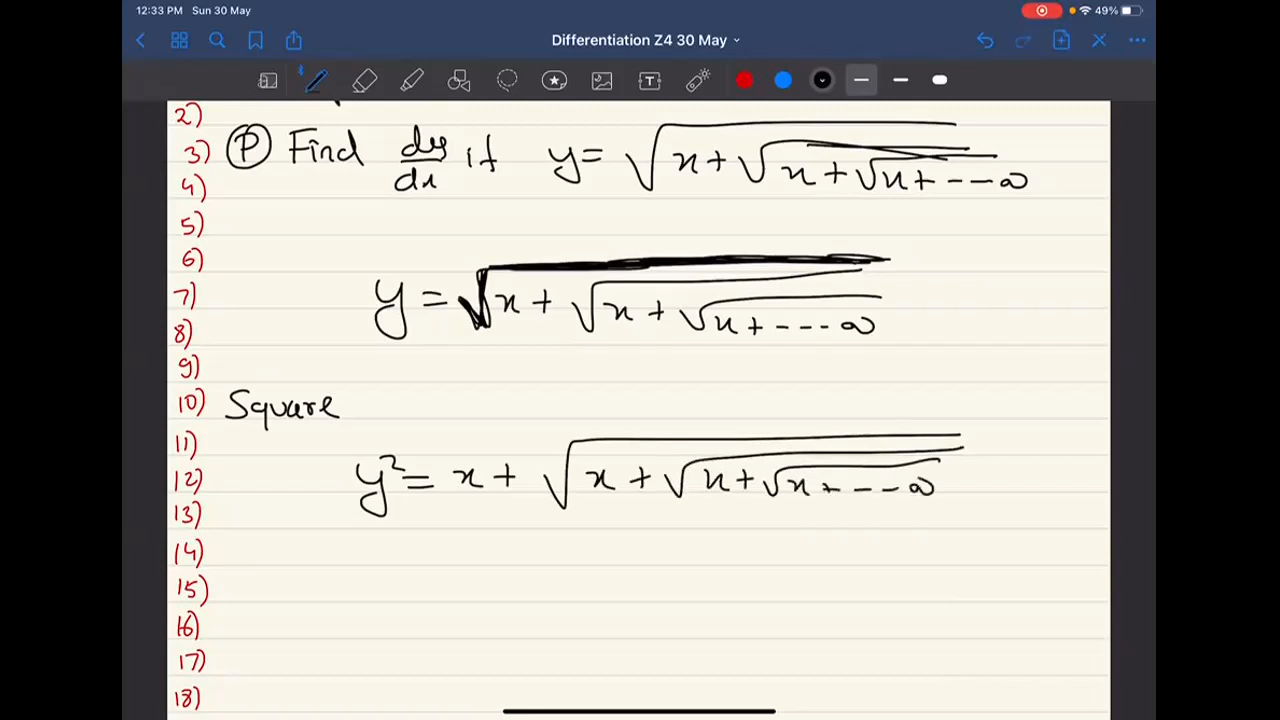 12:33 PM Sun 30 May 49%
Differentiation Z4 30 May
2)
3) Ⓟ Find dy/dx if y = √(x + √(x + √(x + --- ∞
4)
5)
6)
7) y = √(x + √(x + √(x + ---- ∞
8)
9)
10) Square
11)
12) y² = x + √(x + √(x + √(x + --- ∞
13)
14)
15)
16)
17)
18)